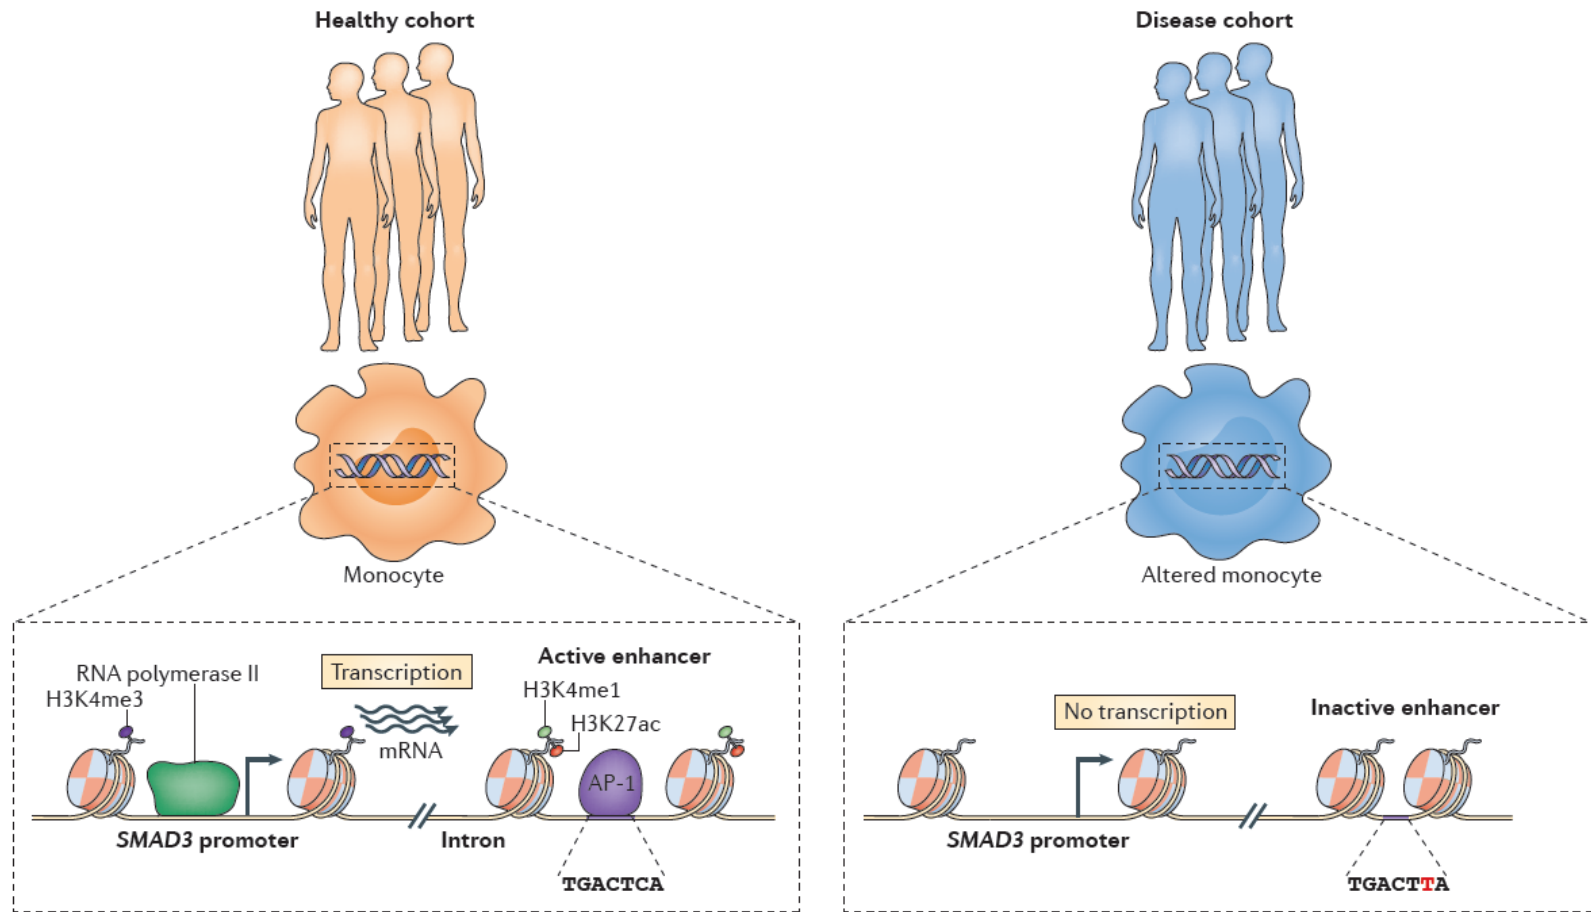 Healthy cohort
Disease cohort
Monocyte
Altered monocyte
RNA polymerase II
H3K4me3
Transcription
mRNA
Active enhancer
H3K4me1
H3K27ac
AP-1
SMAD3 promoter
Intron
TGACTCA
No transcription
Inactive enhancer
SMAD3 promoter
TGACTTA